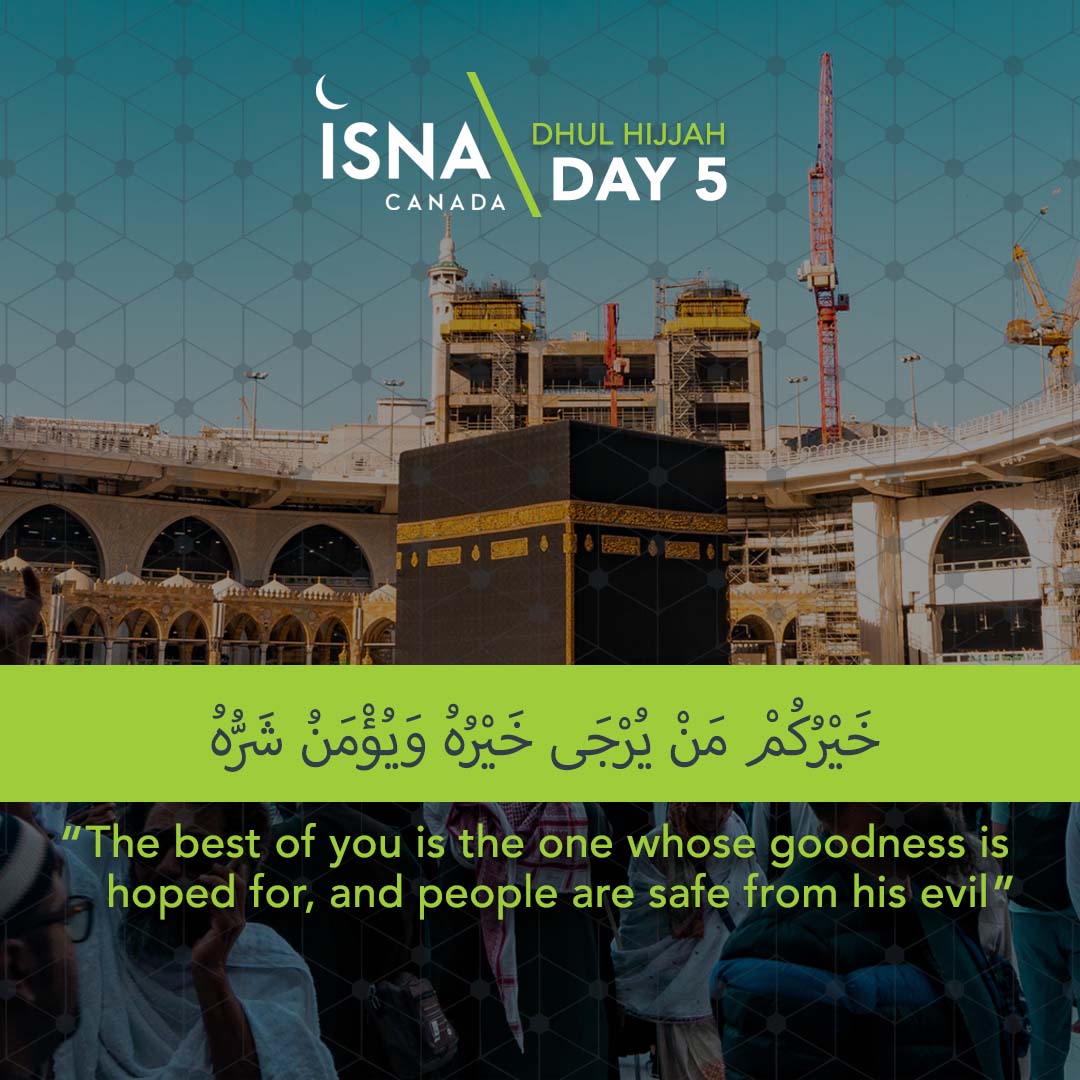 ISNA
CANADA
DHUL HIJJAH
DAY 5
خَيْرُكُمْ مَنْ يُرْجَى خَيْرُهُ وَيُؤْمَنُ شَرُّهُ
“The best of you is the one whose goodness is
hoped for, and people are safe from his evil”